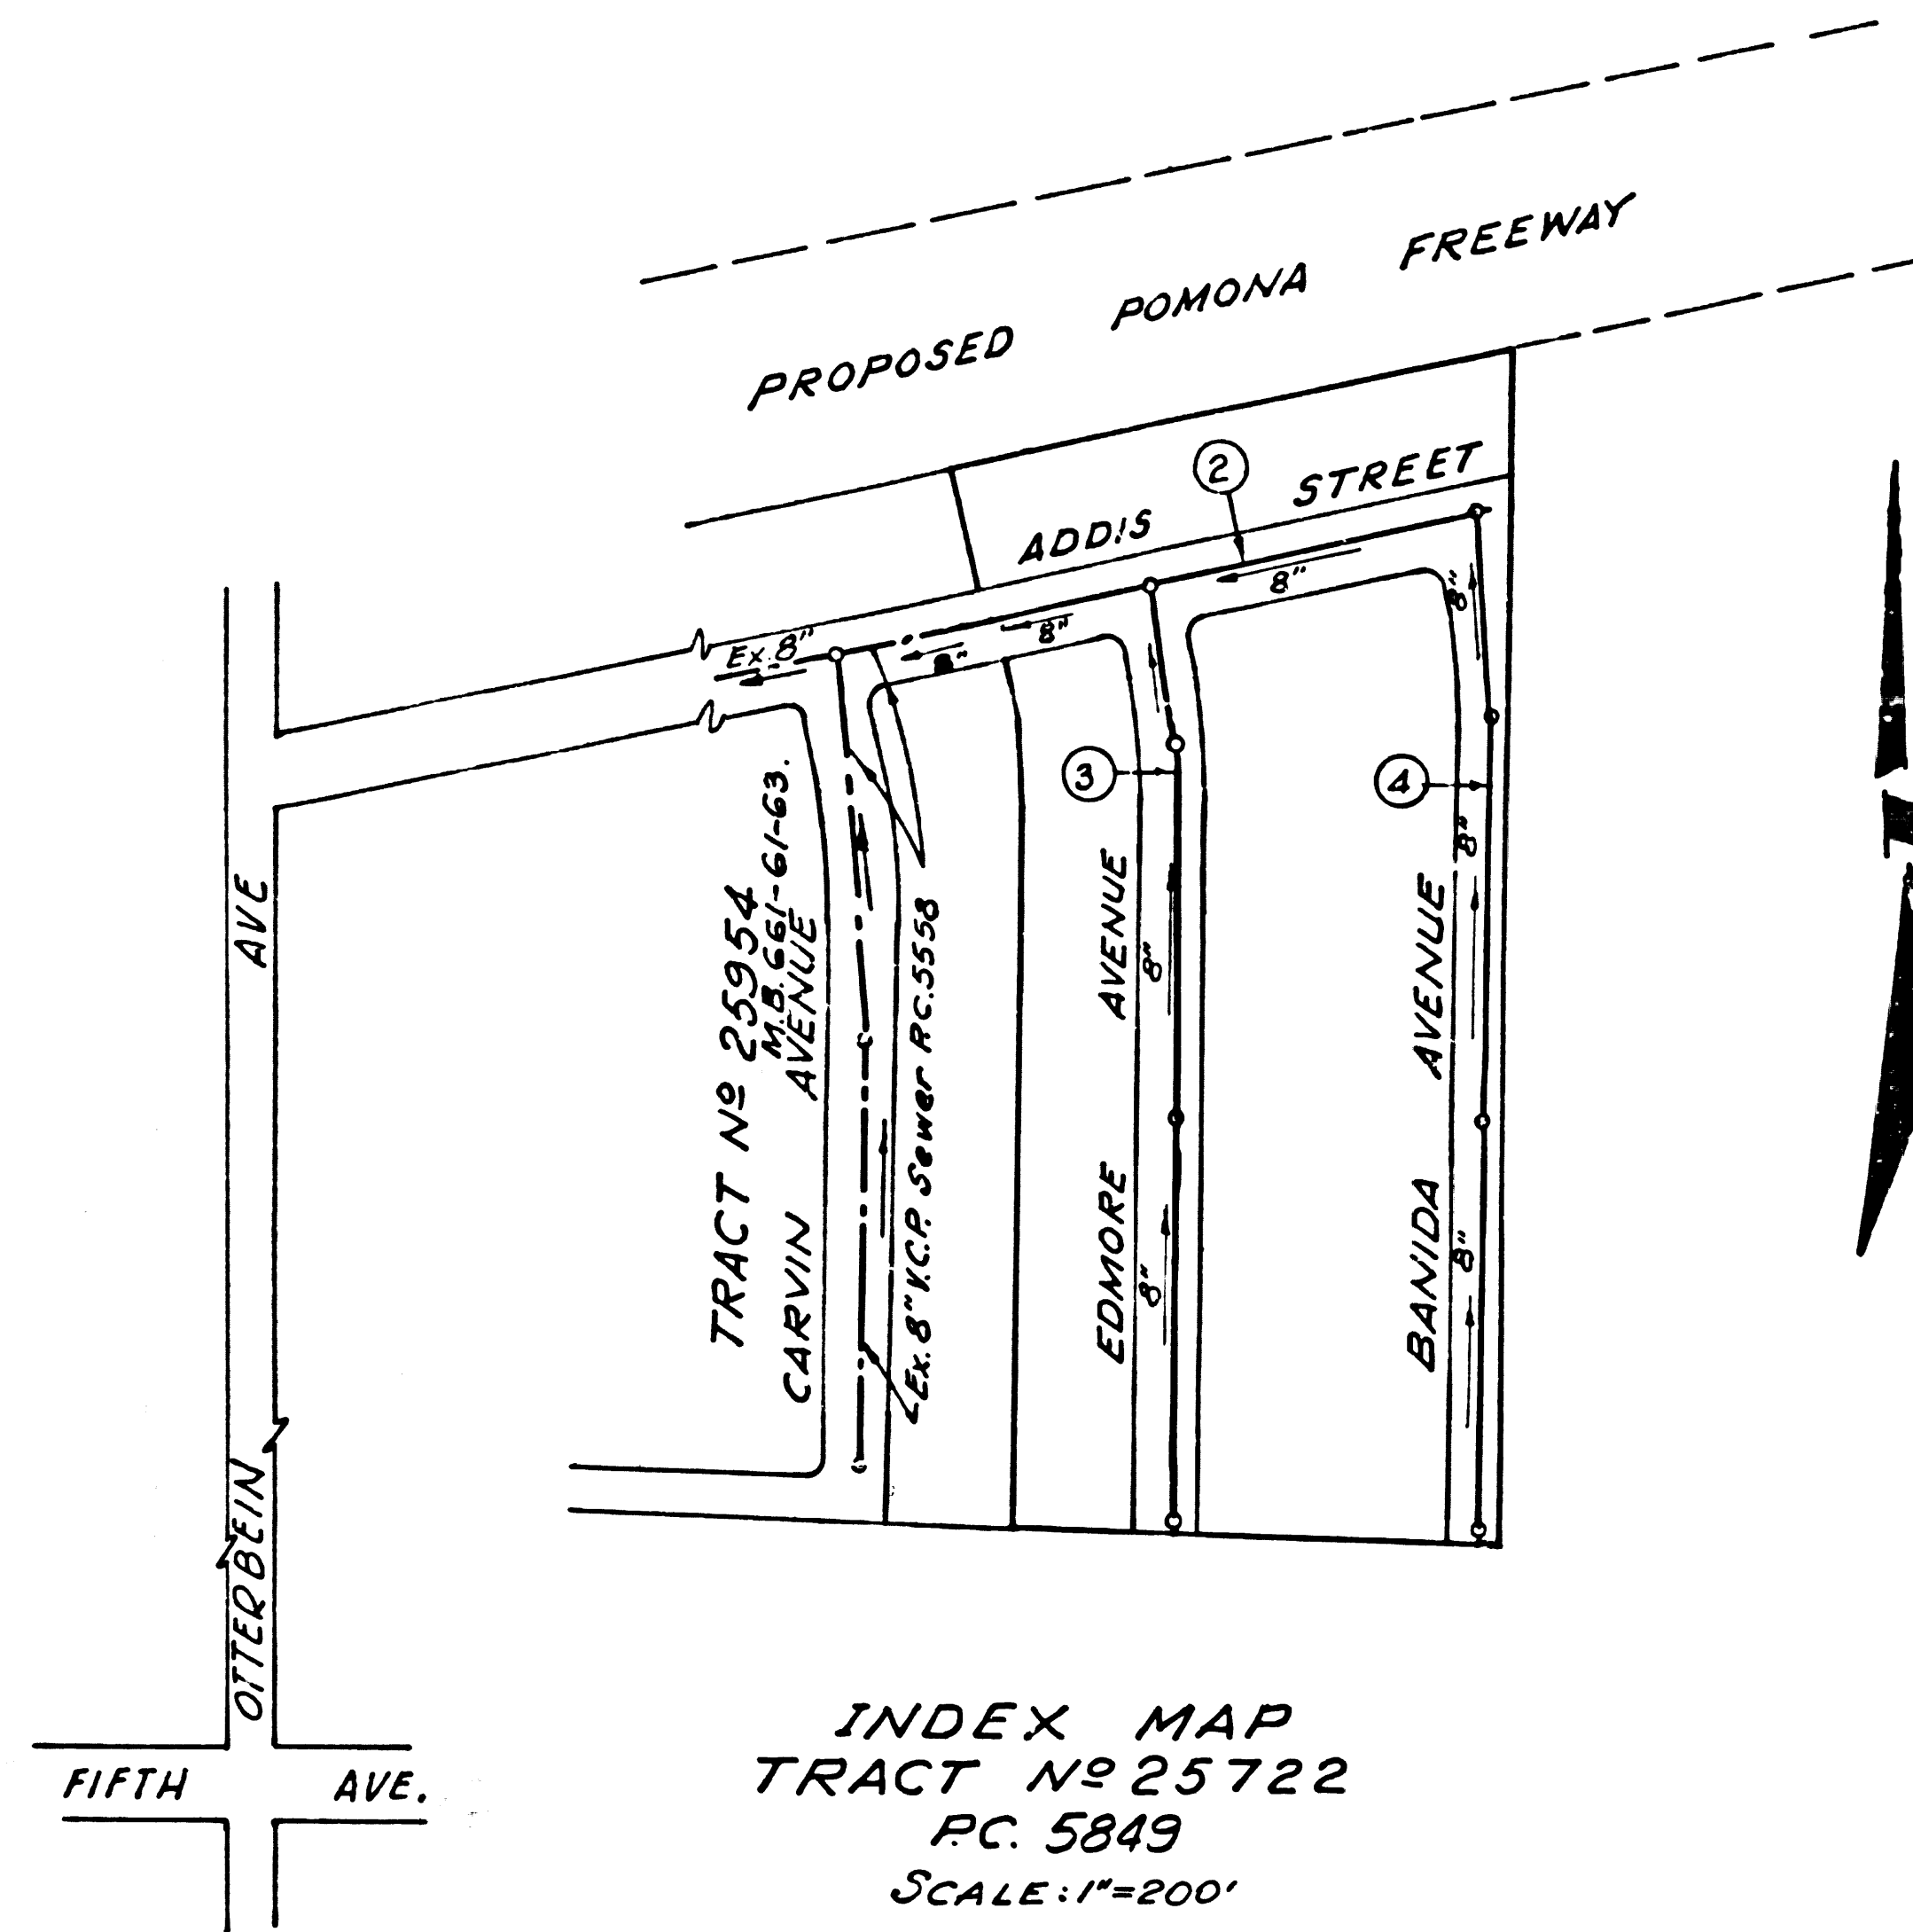 PROPOSED POMONA FREEWAY
2
ADDIS STREET
8"
8"
Ex. 8"
8"
8"
3
4
8"
TRACT Nº 25954
M.B. 661-61-63.
CARVIN AVENUE
Ex. 8" V.C.P. Sewer P.C. 5558
EDMORE AVENUE
8"
8"
BANIDA AVENUE
8"
OTTERBEIN AVE
FIFTH AVE.
INDEX MAP
TRACT Nº 25722
P.C. 5849
SCALE: 1"=200'